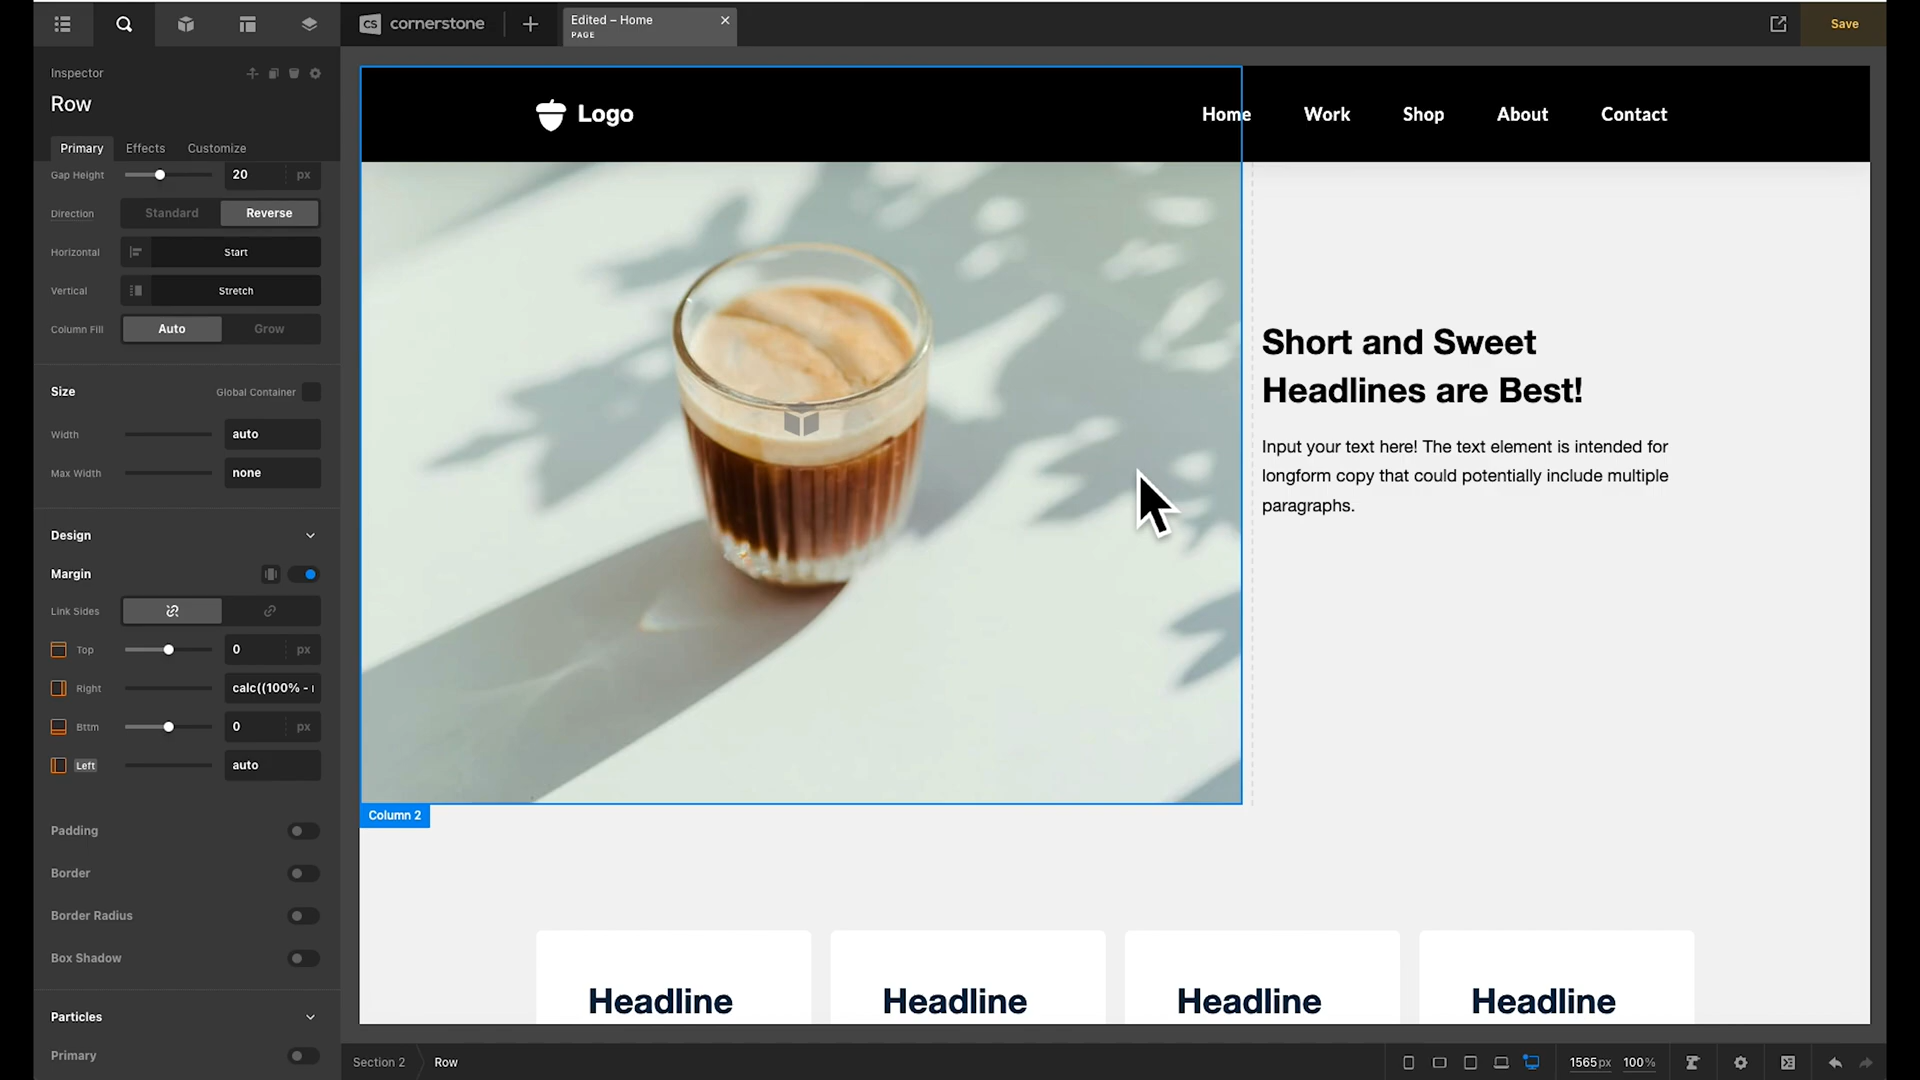 cs cornerstone
Edited – Home
PAGE
Save
Inspector
Row
Primary
Effects
Customize
Gap Height
20
px
Direction
Standard
Reverse
Horizontal
Start
Vertical
Stretch
Column Fill
Auto
Grow
Size
Global Container
Width
auto
Max Width
none
Design
Margin
Link Sides
Top
0
px
Right
calc((100% -
Bttm
0
px
Left
auto
Padding
Border
Border Radius
Box Shadow
Particles
Primary
Logo
Home
Work
Shop
About
Contact
Short and Sweet
Headlines are Best!
Input your text here! The text element is intended for
longform copy that could potentially include multiple
paragraphs.
Column 2
Headline
Headline
Headline
Headline
Section 2
Row
1565px
100%